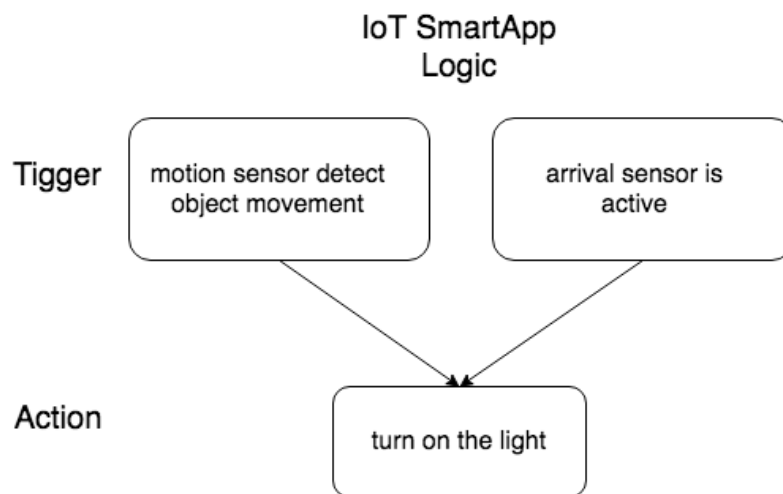 IoT SmartApp
Logic
Tigger
motion sensor detect
object movement
arrival sensor is
active
Action
turn on the light